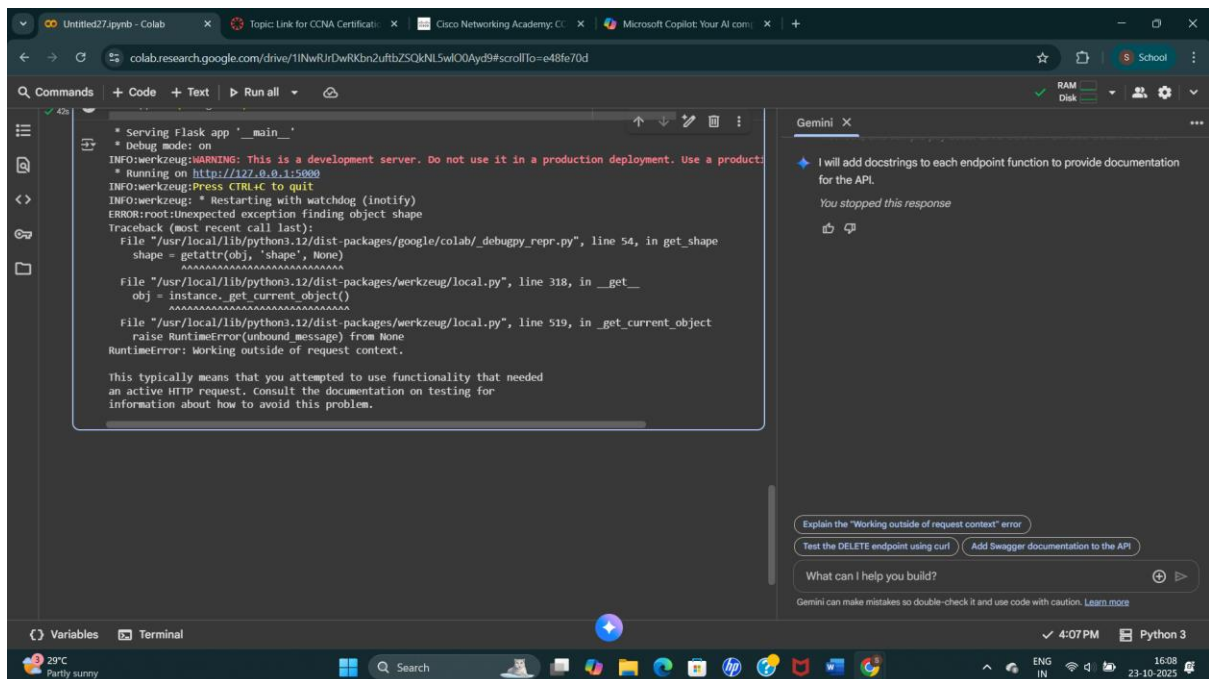 Untitled27.ipynb - Colab
Topic: Link for CCNA Certificatio
Cisco Networking Academy: CC
Microsoft Copilot: Your AI comp
colab.research.google.com/drive/1INwRJrDwRKbn2uftbZSQkNL5wlO0Ayd9#scrollTo=e48fe70d
S School
Commands + Code + Text Run all
RAM
Disk
42s
* Serving Flask app '__main__'
* Debug mode: on
INFO:werkzeug:WARNING: This is a development server. Do not use it in a production deployment. Use a producti
* Running on http://127.0.0.1:5000
INFO:werkzeug:Press CTRL+C to quit
INFO:werkzeug: * Restarting with watchdog (inotify)
ERROR:root:Unexpected exception finding object shape
Traceback (most recent call last):
File "/usr/local/lib/python3.12/dist-packages/google/colab/_debugpy_repr.py", line 54, in get_shape
shape = getattr(obj, 'shape', None)
^^^^^^^^^^^^^^^^^^^^^^^^^^^
File "/usr/local/lib/python3.12/dist-packages/werkzeug/local.py", line 318, in __get__
obj = instance._get_current_object()
^^^^^^^^^^^^^^^^^^^^^^^^^^^^^^
File "/usr/local/lib/python3.12/dist-packages/werkzeug/local.py", line 519, in _get_current_object
raise RuntimeError(unbound_message) from None
RuntimeError: Working outside of request context.
This typically means that you attempted to use functionality that needed
an active HTTP request. Consult the documentation on testing for
information about how to avoid this problem.
Gemini
I will add docstrings to each endpoint function to provide documentation
for the API.
You stopped this response
Explain the "Working outside of request context" error
Test the DELETE endpoint using curl
Add Swagger documentation to the API
What can I help you build?
Gemini can make mistakes so double-check it and use code with caution. Learn more
{} Variables Terminal
4:07 PM Python 3
3
29°C
Partly sunny
Search
ENG
IN
16:08
23-10-2025